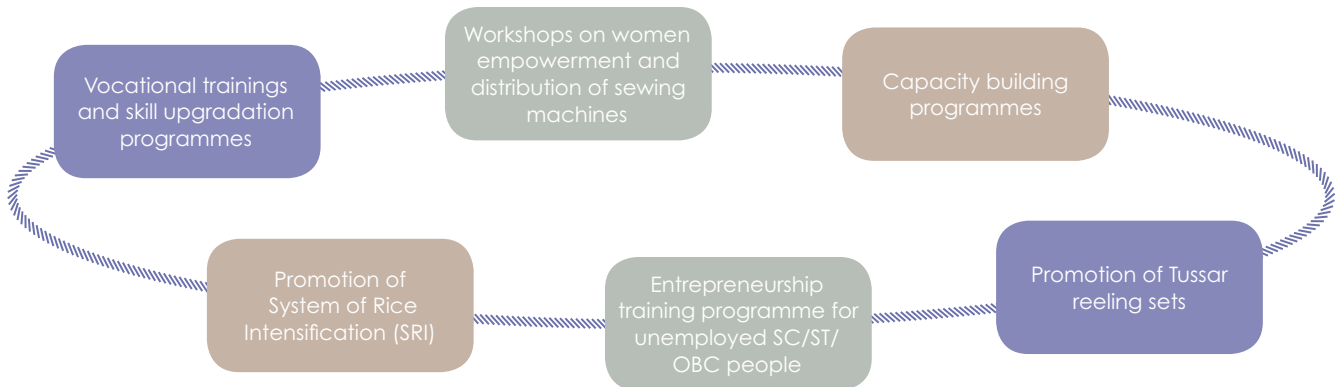 Vocational trainings
and skill upgradation
programmes
Workshops on women
empowerment and
distribution of sewing
machines
Capacity building
programmes
Promotion of
System of Rice
Intensification (SRI)
Entrepreneurship
training programme for
unemployed SC/ST/
OBC people
Promotion of Tussar
reeling sets